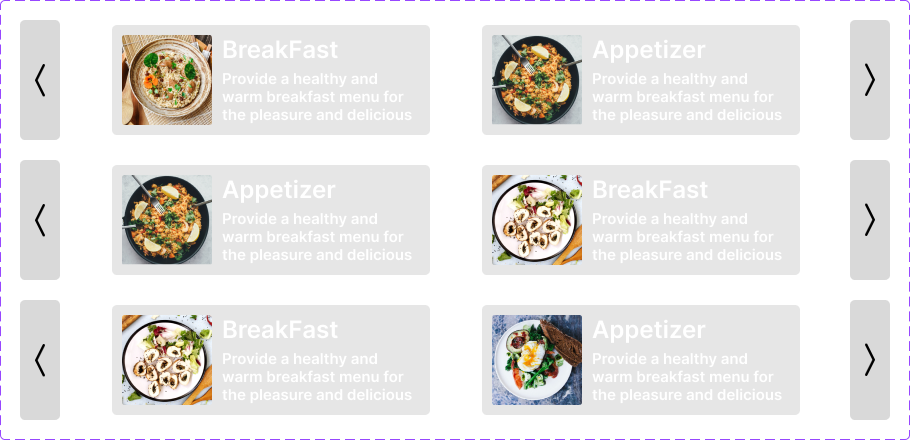 BreakFast
Provide a healthy and
warm breakfast menu for
the pleasure and delicious
Appetizer
Provide a healthy and
warm breakfast menu for
the pleasure and delicious
Appetizer
Provide a healthy and
warm breakfast menu for
the pleasure and delicious
BreakFast
Provide a healthy and
warm breakfast menu for
the pleasure and delicious
BreakFast
Provide a healthy and
warm breakfast menu for
the pleasure and delicious
Appetizer
Provide a healthy and
warm breakfast menu for
the pleasure and delicious